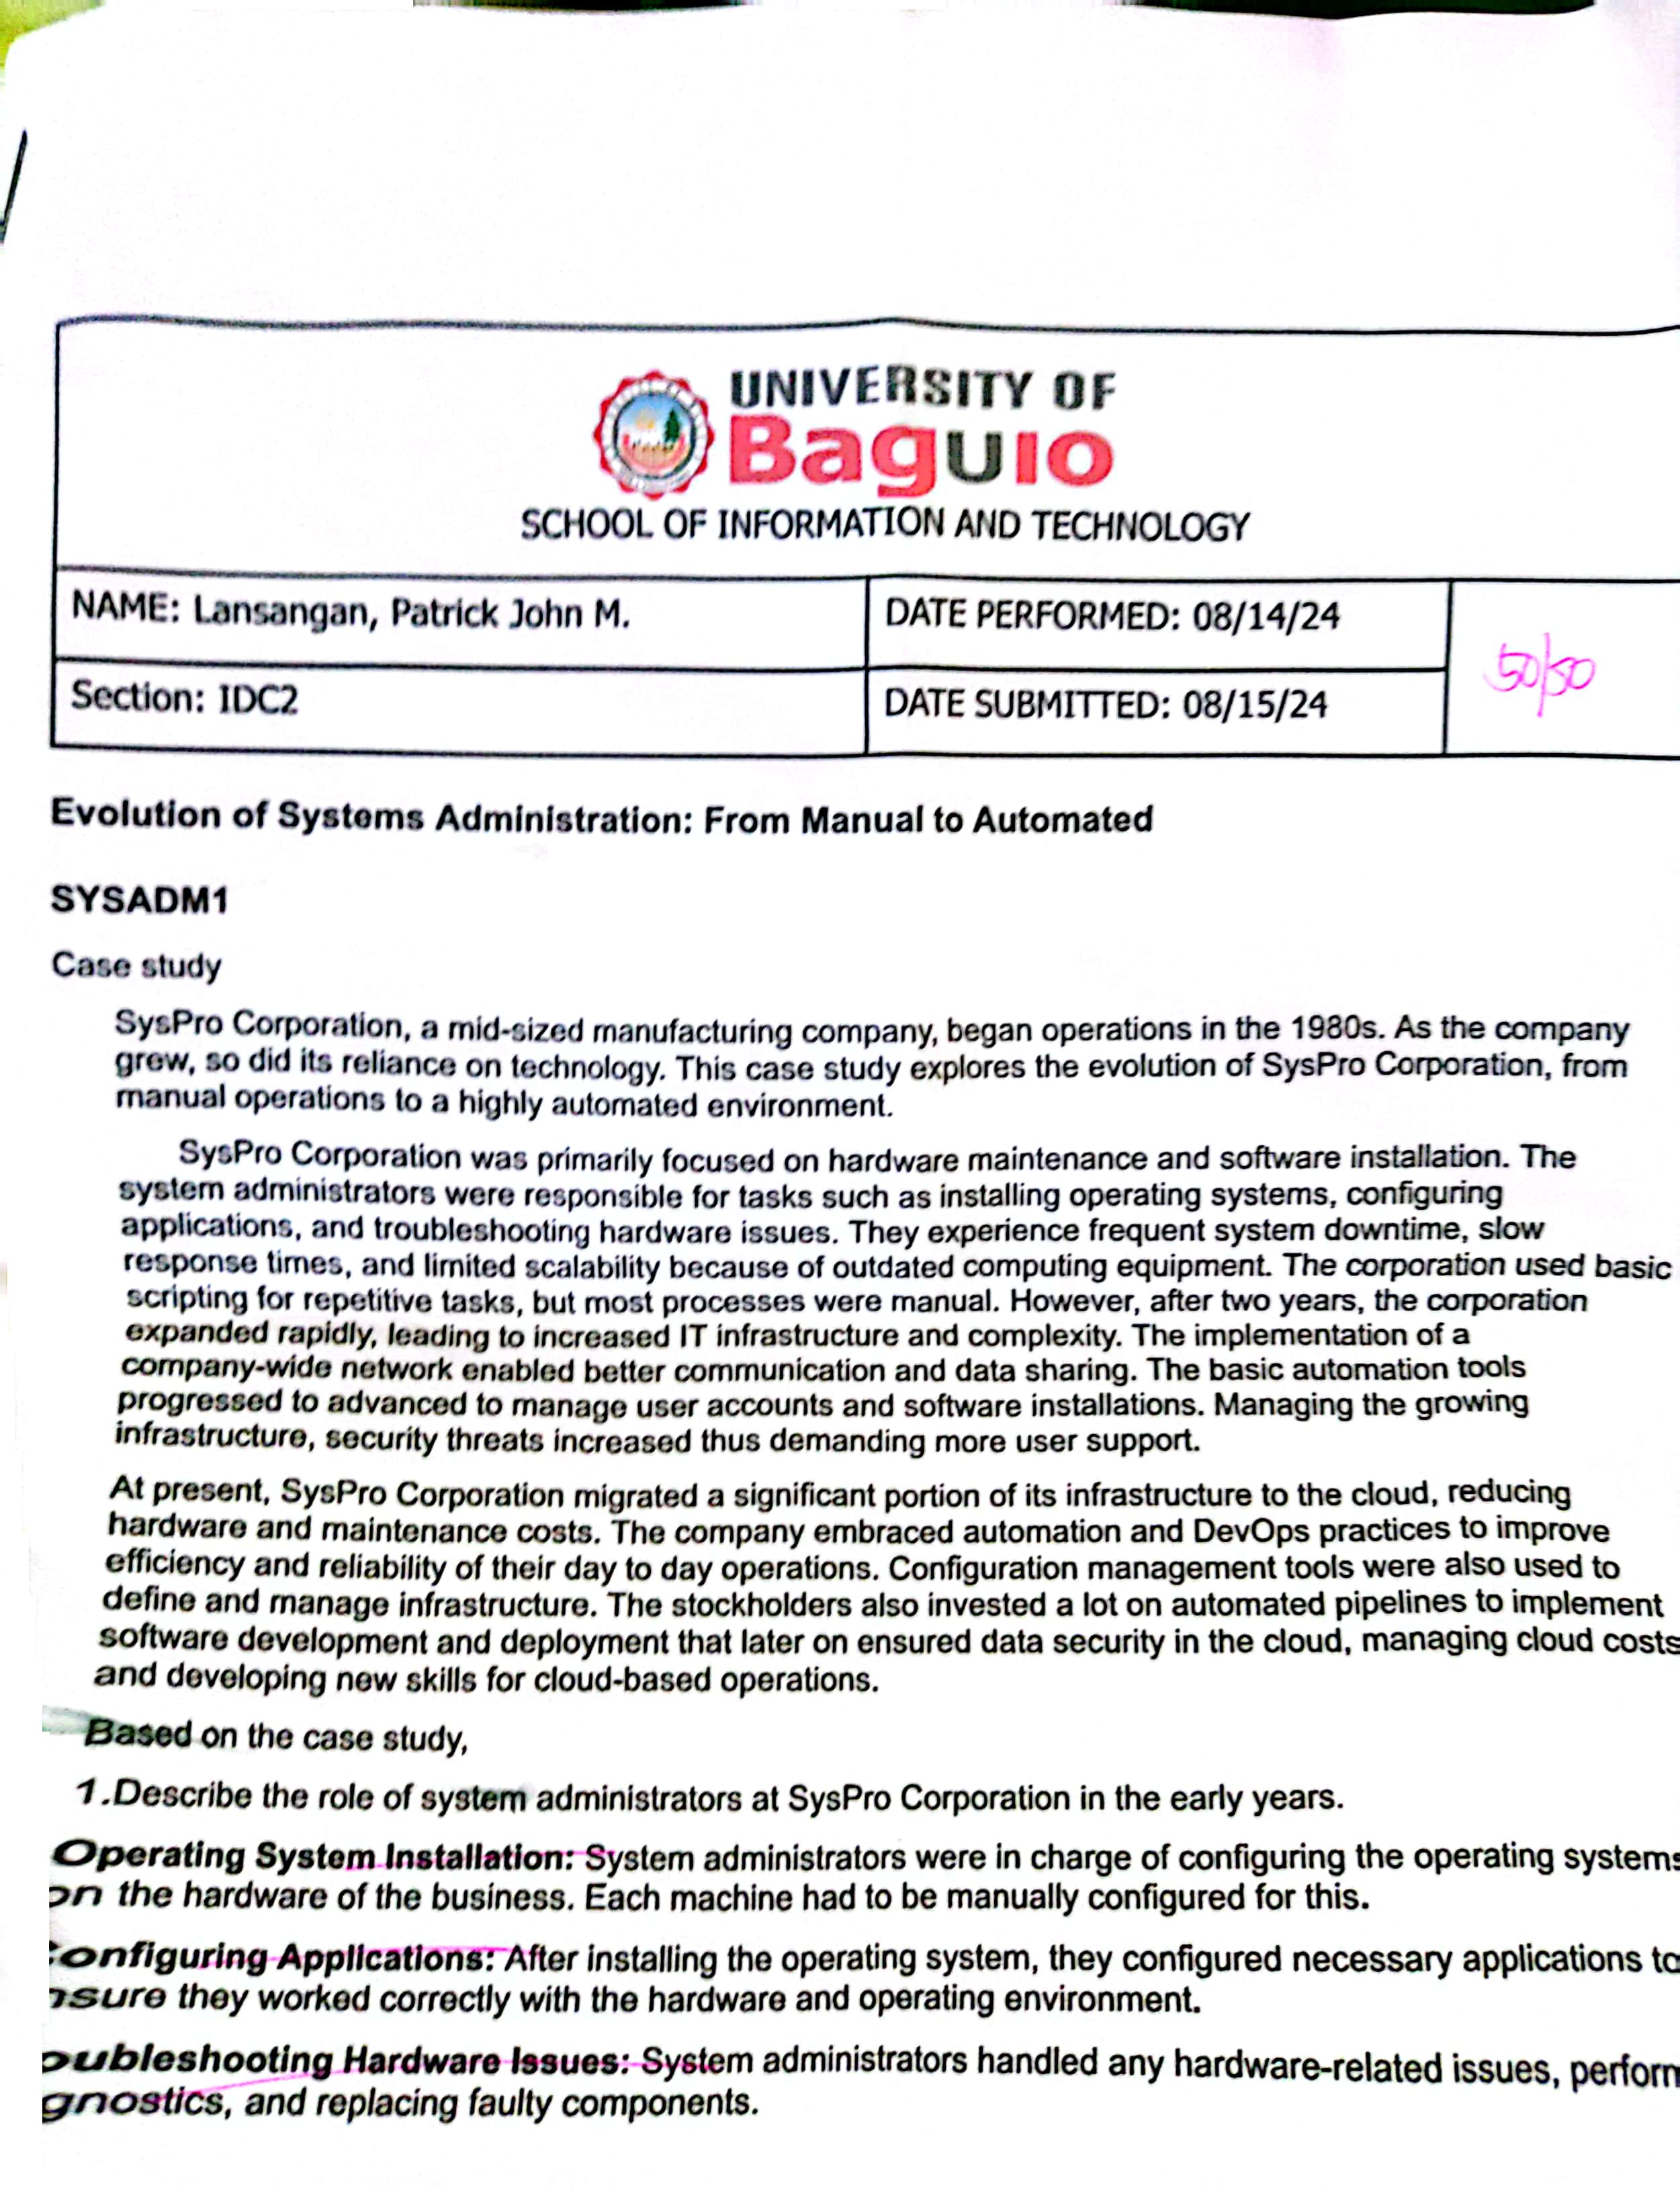 UNIVERSITY OF
Baguio
SCHOOL OF INFORMATION AND TECHNOLOGY
NAME: Lansangan, Patrick John M.
DATE PERFORMED: 08/14/24
50/50
Section: IDC2
DATE SUBMITTED: 08/15/24
Evolution of Systems Administration: From Manual to Automated
SYSADM1
Case study
SysPro Corporation, a mid-sized manufacturing company, began operations in the 1980s. As the company
grew, so did its reliance on technology. This case study explores the evolution of SysPro Corporation, from
manual operations to a highly automated environment.
SysPro Corporation was primarily focused on hardware maintenance and software installation. The
system administrators were responsible for tasks such as installing operating systems, configuring
applications, and troubleshooting hardware issues. They experience frequent system downtime, slow
response times, and limited scalability because of outdated computing equipment. The corporation used basic
scripting for repetitive tasks, but most processes were manual. However, after two years, the corporation
expanded rapidly, leading to increased IT infrastructure and complexity. The implementation of a
company-wide network enabled better communication and data sharing. The basic automation tools
progressed to advanced to manage user accounts and software installations. Managing the growing
infrastructure, security threats increased thus demanding more user support.
At present, SysPro Corporation migrated a significant portion of its infrastructure to the cloud, reducing
hardware and maintenance costs. The company embraced automation and DevOps practices to improve
efficiency and reliability of their day to day operations. Configuration management tools were also used to
define and manage infrastructure. The stockholders also invested a lot on automated pipelines to implement
software development and deployment that later on ensured data security in the cloud, managing cloud costs
and developing new skills for cloud-based operations.
Based on the case study,
1.Describe the role of system administrators at SysPro Corporation in the early years.
Operating System Installation: System administrators were in charge of configuring the operating systems
on the hardware of the business. Each machine had to be manually configured for this.
onfiguring Applications: After installing the operating system, they configured necessary applications to
nsure they worked correctly with the hardware and operating environment.
oubleshooting Hardware Issues: System administrators handled any hardware-related issues, perform
gnostics, and replacing faulty components.